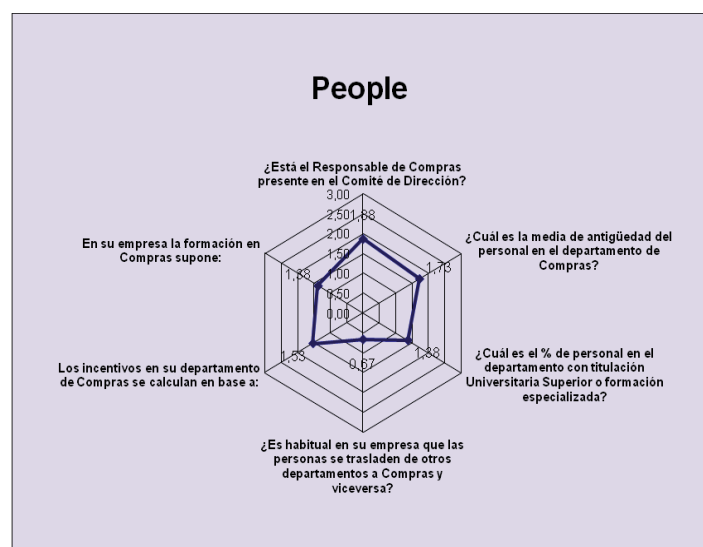 People
¿Está el Responsable de Compras
presente en el Comité de Dirección?
3,00
2,50
1,88
2,00
1,50
1,00
0,50
0,00
¿Cuál es la media de antigüedad del
personal en el departamento de
Compras?
1,73
¿Cuál es el % de personal en el
departamento con titulación
Universitaria Superior o formación
especializada?
1,38
0,67
¿Es habitual en su empresa que las
personas se trasladen de otros
departamentos a Compras y
viceversa?
1,53
Los incentivos en su departamento
de Compras se calculan en base a:
1,38
En su empresa la formación en
Compras supone: